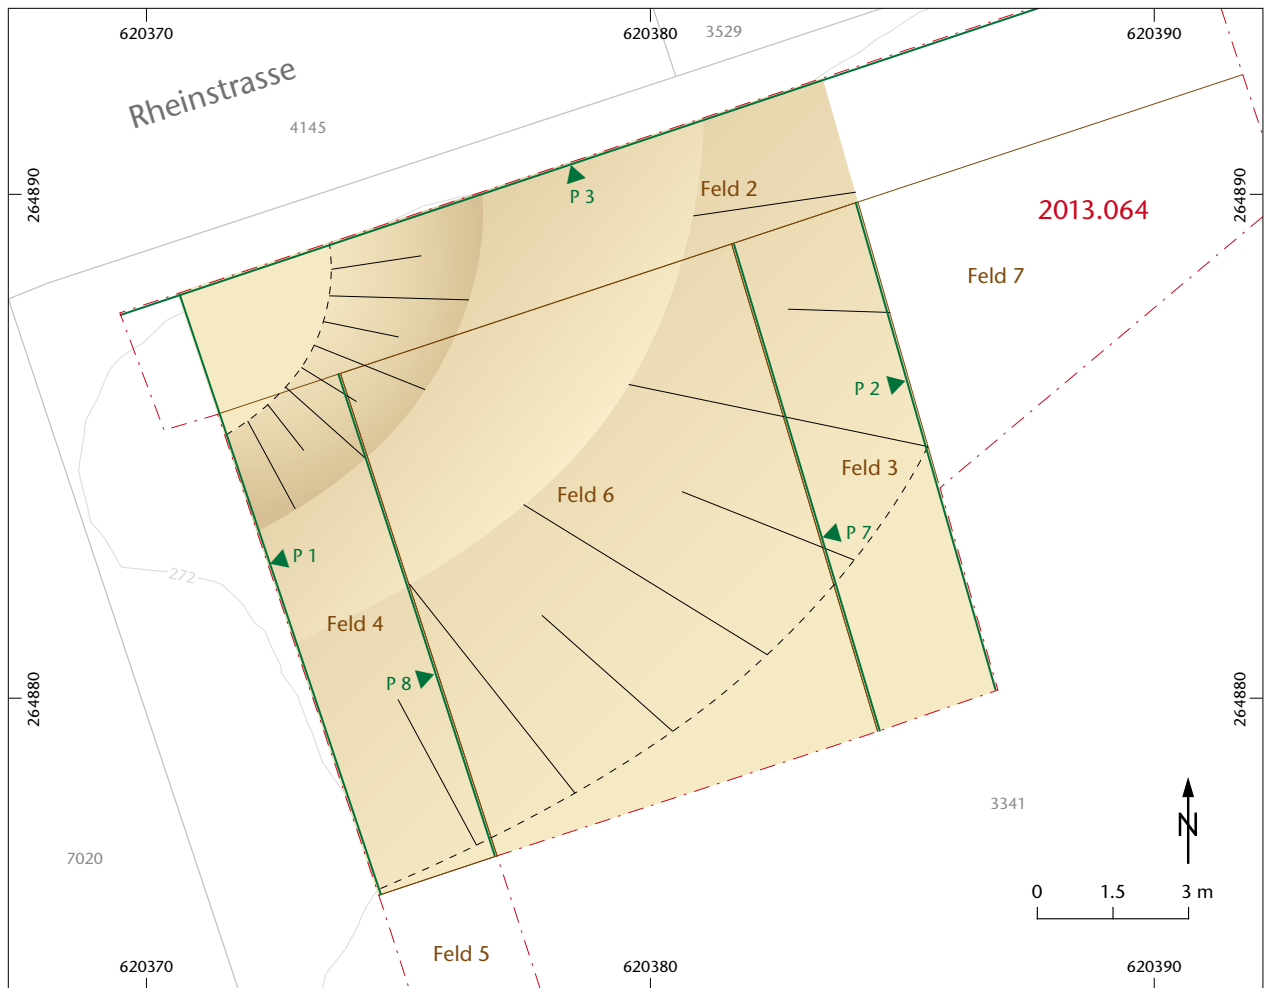 620370
620380
620390
3529
Rheinstrasse
4145
264890
264890
P 3
Feld 2
2013.064
Feld 7
P 2
Feld 3
Feld 6
P 7
P 1
272
Feld 4
P 8
264880
264880
3341
N
7020
0 1.5 3 m
Feld 5
620370
620380
620390